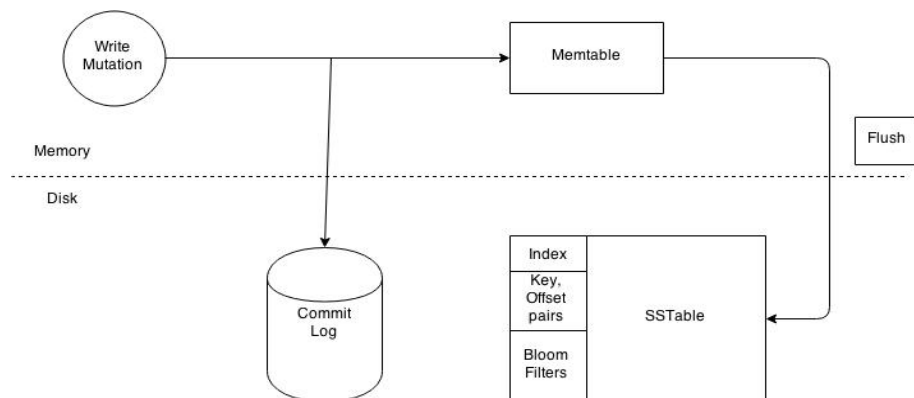 Write
Mutation
Memtable
Flush
Memory
Disk
Index
Key,
Offset
pairs
SSTable
Commit
Log
Bloom
Filters